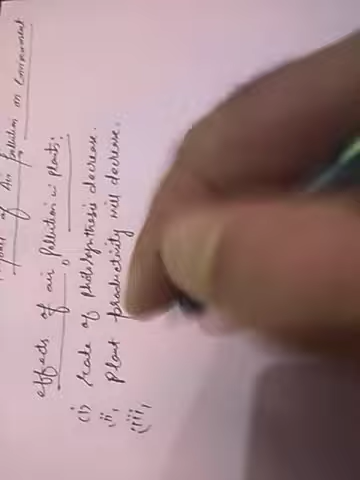 of Air Pollution on Environment
effects of air Pollution in Plants:
(i) Rate of Photosynthesis decrease.
ii, Plant productivity will decrease.
(iii,